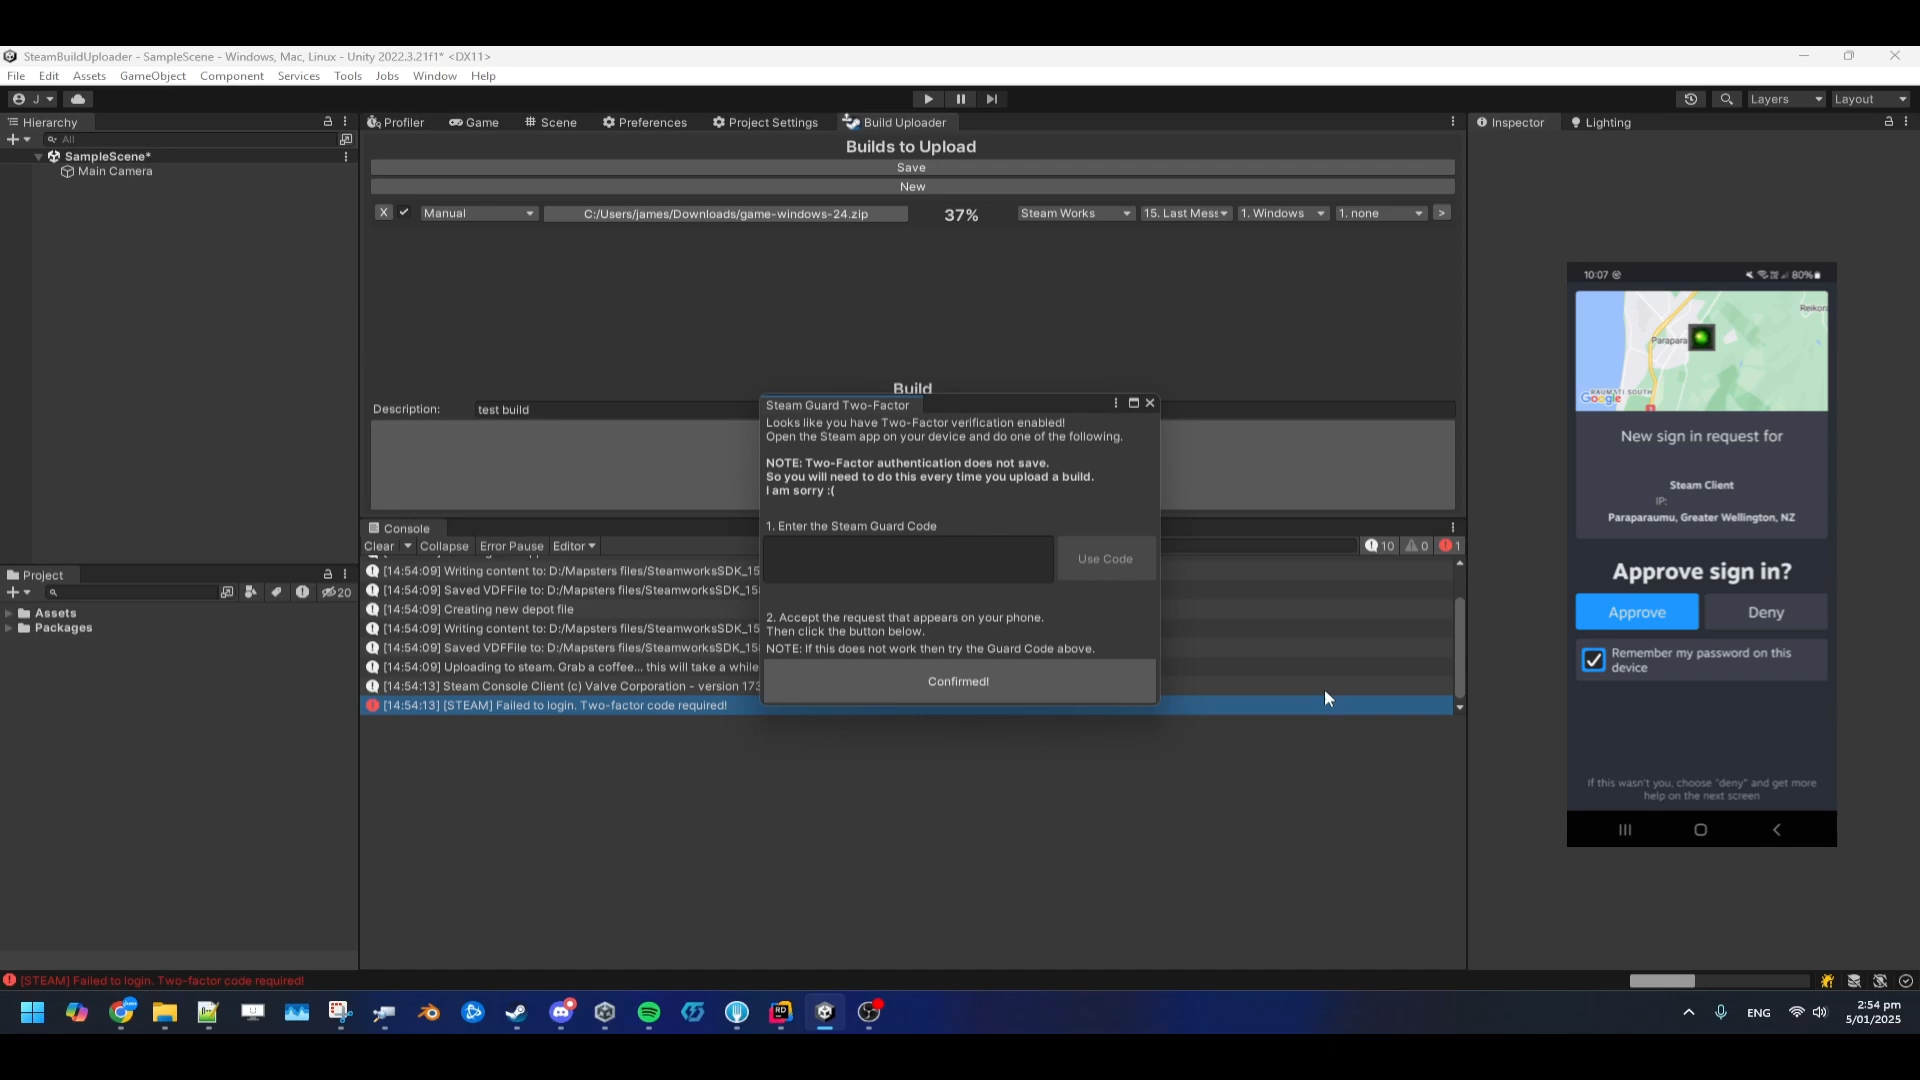 SteamBuildUploader - SampleScene - Windows, Mac, Linux - Unity 2022.3.21f1* <DX11>
File Edit Assets GameObject Component Services Tools Jobs Window Help
J Layers Layout
Hierarchy
All
SampleScene*
Main Camera
Profiler Game Scene Preferences Project Settings Build Uploader
Builds to Upload
Save
New
X Manual C:/Users/james/Downloads/game-windows-24.zip 37% Steam Works 15. Last Mess 1. Windows 1. none >
Build
Description: test build
Steam Guard Two-Factor
Looks like you have Two-Factor verification enabled!
Open the Steam app on your device and do one of the following.
NOTE: Two-Factor authentication does not save.
So you will need to do this every time you upload a build.
I am sorry :(
1. Enter the Steam Guard Code
Use Code
2. Accept the request that appears on your phone.
Then click the button below.
NOTE: If this does not work then try the Guard Code above.
Confirmed!
Console
Clear Collapse Error Pause Editor 10 0 1
[14:54:09] Writing content to: D:/Mapsters files/SteamworksSDK_15
[14:54:09] Saved VDFFile to: D:/Mapsters files/SteamworksSDK_15
[14:54:09] Creating new depot file
[14:54:09] Writing content to: D:/Mapsters files/SteamworksSDK_15
[14:54:09] Saved VDFFile to: D:/Mapsters files/SteamworksSDK_15
[14:54:09] Uploading to steam. Grab a coffee... this will take a while
[14:54:13] Steam Console Client (c) Valve Corporation - version 173
[14:54:13] [STEAM] Failed to login. Two-factor code required!
Project
20
Assets
Packages
Inspector Lighting
10:07 80%
Reikor
Parapara
RAUMATI SOUTH
Google
New sign in request for
Steam Client
IP:
Paraparaumu, Greater Wellington, NZ
Approve sign in?
Approve Deny
Remember my password on this
device
If this wasn't you, choose "deny" and get more
help on the next screen
[STEAM] Failed to login. Two-factor code required!
RD
ENG
2:54 pm
5/01/2025